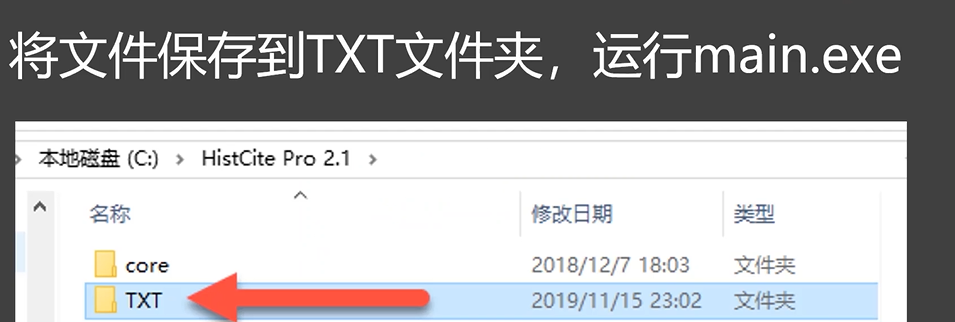 将文件保存到TXT文件夹，运行main.exe
本地磁盘 (C:) › HistCite Pro 2.1 ›
名称 修改日期 类型
core 2018/12/7 18:03 文件夹
TXT 2019/11/15 23:02 文件夹